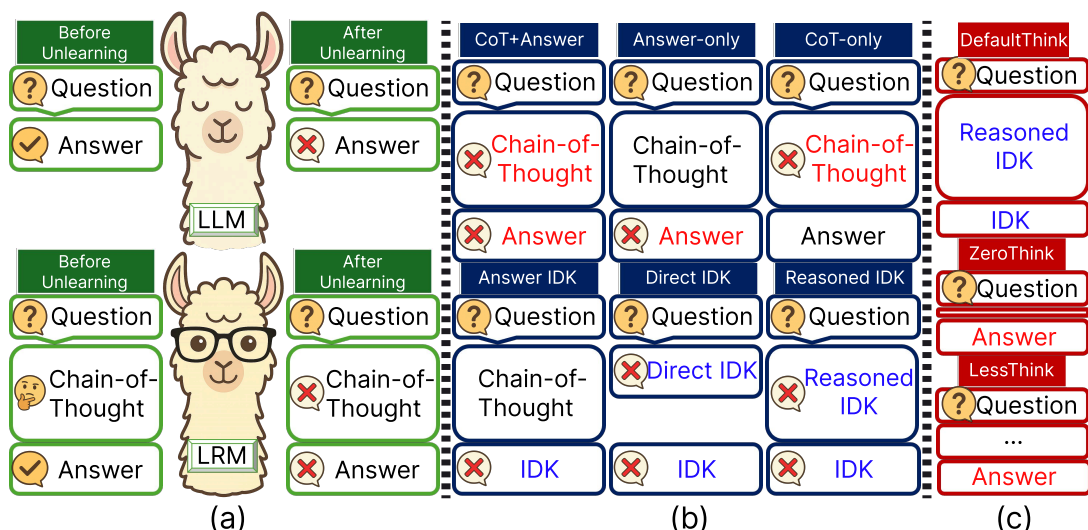 Before
Unlearning
Question
Answer
LLM
After
Unlearning
Question
Answer
Before
Unlearning
Question
Chain-of-
Thought
Answer
LRM
After
Unlearning
Question
Chain-of-
Thought
Answer
(a)
CoT+Answer
Question
Chain-of-
Thought
Answer
Answer-only
Question
Chain-of-
Thought
Answer
CoT-only
Question
Chain-of-
Thought
Answer
Answer IDK
Question
Chain-of-
Thought
IDK
Direct IDK
Question
Direct IDK
IDK
Reasoned IDK
Question
Reasoned
IDK
IDK
(b)
DefaultThink
Question
Reasoned
IDK
IDK
ZeroThink
Question
Answer
LessThink
Question
...
Answer
(c)